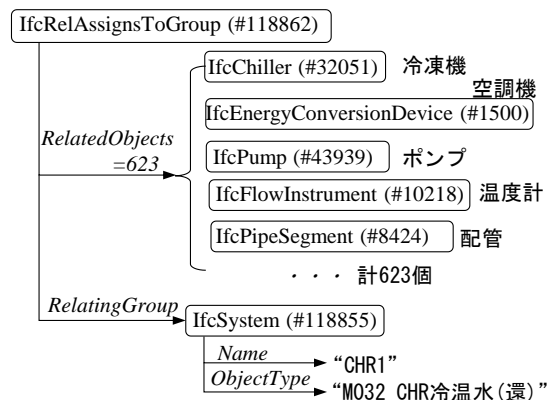 IfcRelAssignsToGroup (#118862)
IfcChiller (#32051) 冷凍機
空調機
IfcEnergyConversionDevice (#1500)
RelatedObjects
=623
IfcPump (#43939) ポンプ
IfcFlowInstrument (#10218) 温度計
IfcPipeSegment (#8424) 配管
・・・ 計623個
RelatingGroup
IfcSystem (#118855)
Name
“CHR1”
ObjectType
“M032 CHR冷温水(還)”